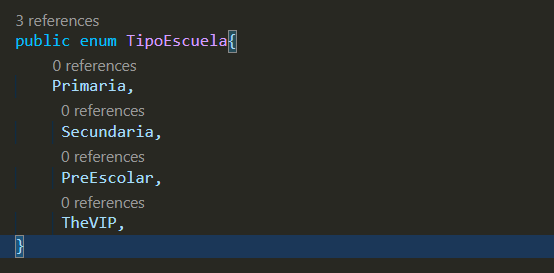 3 references
public enum TipoEscuela{
0 references
Primaria,
0 references
Secundaria,
0 references
PreEscolar,
0 references
TheVIP,
}